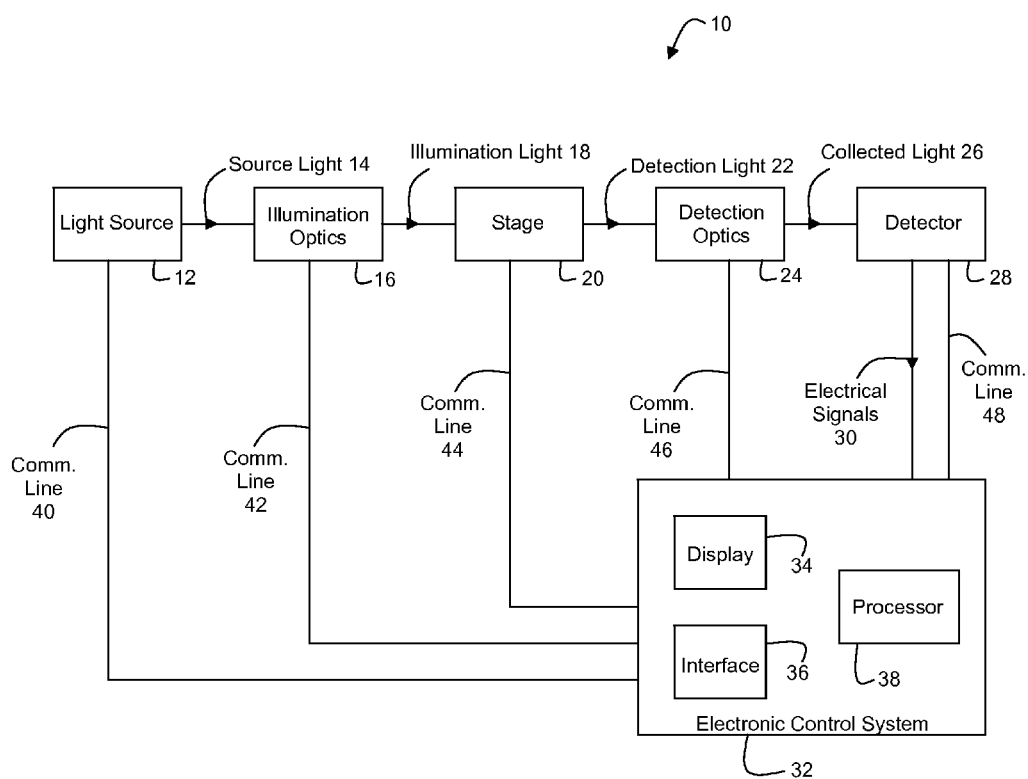 10
Source Light 14
Illumination Light 18
Detection Light 22
Collected Light 26
Light Source
Illumination
Optics
Stage
Detection
Optics
Detector
12
16
20
24
28
Comm.
Line
40
Comm.
Line
42
Comm.
Line
44
Comm.
Line
46
Electrical
Signals
30
Comm.
Line
48
Display
34
Processor
38
Interface
36
Electronic Control System
32